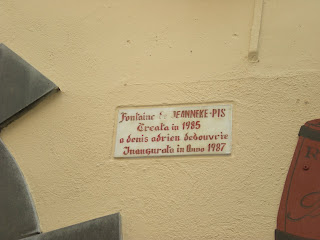 Fontaine JEANNEKE-PIS
Creata in 1985
a denis adrien debouvrie
Inaugurata in Anno 1987